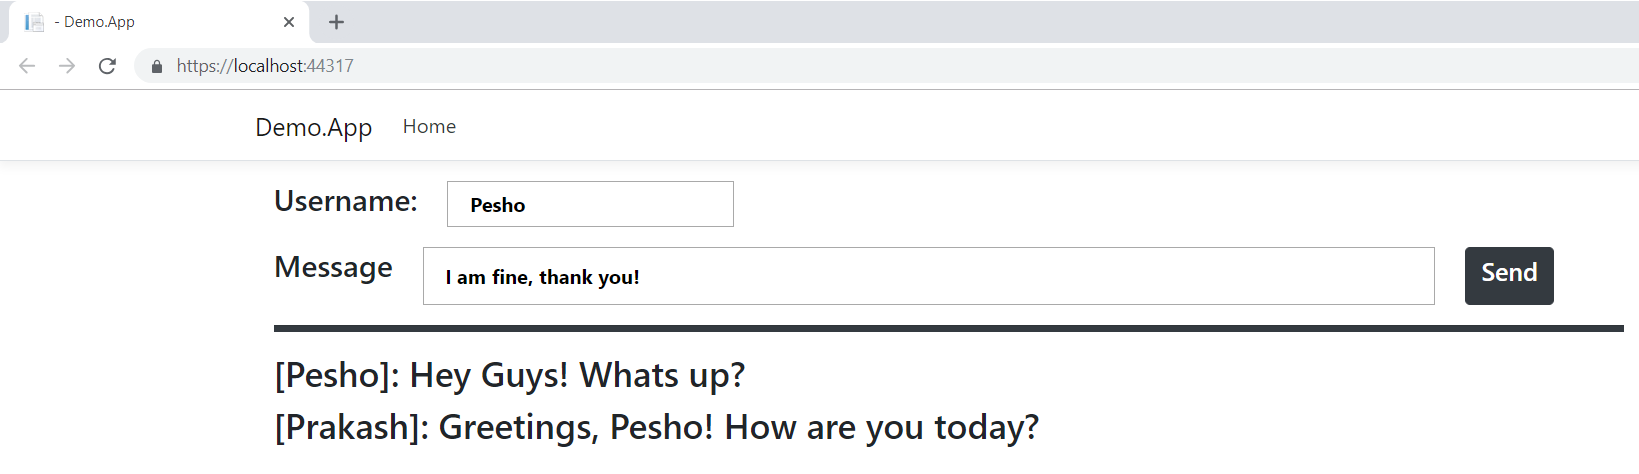 - Demo.App
https://localhost:44317
Demo.App Home
Username: Pesho
Message I am fine, thank you! Send
[Pesho]: Hey Guys! Whats up?
[Prakash]: Greetings, Pesho! How are you today?